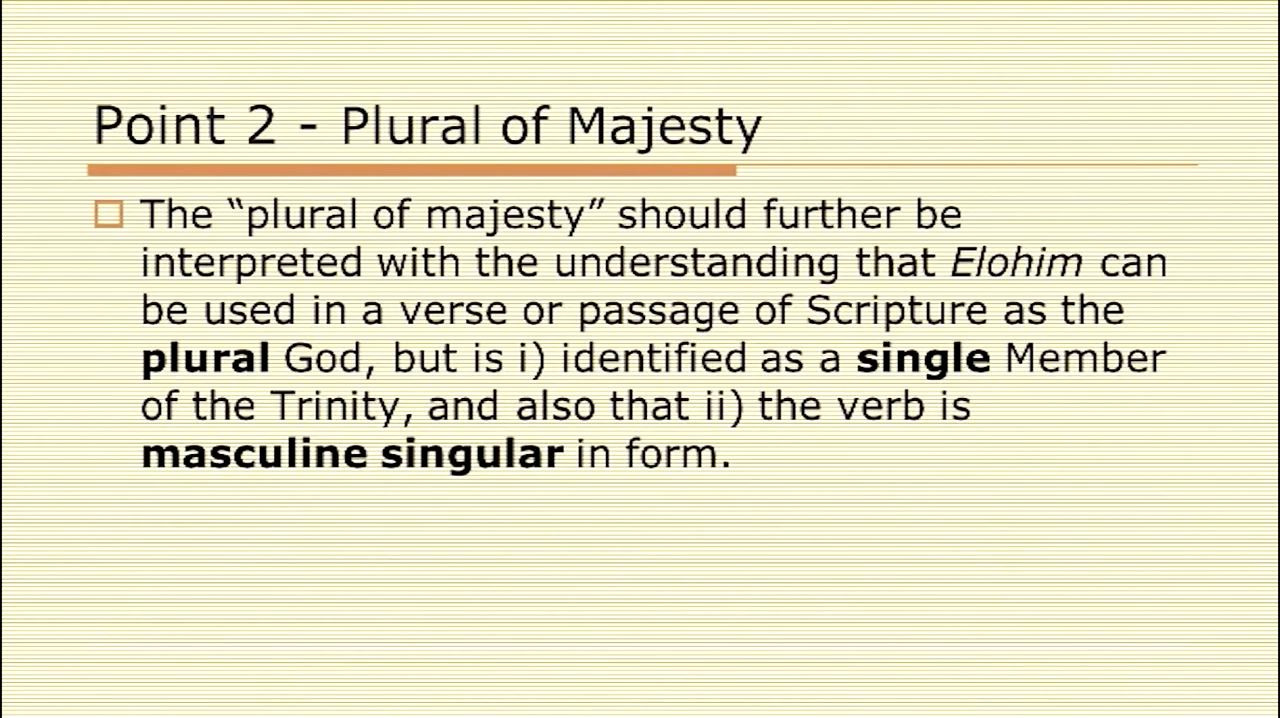 Point 2 - Plural of Majesty
The “plural of majesty” should further be
interpreted with the understanding that Elohim can
be used in a verse or passage of Scripture as the
plural God, but is i) identified as a single Member
of the Trinity, and also that ii) the verb is
masculine singular in form.